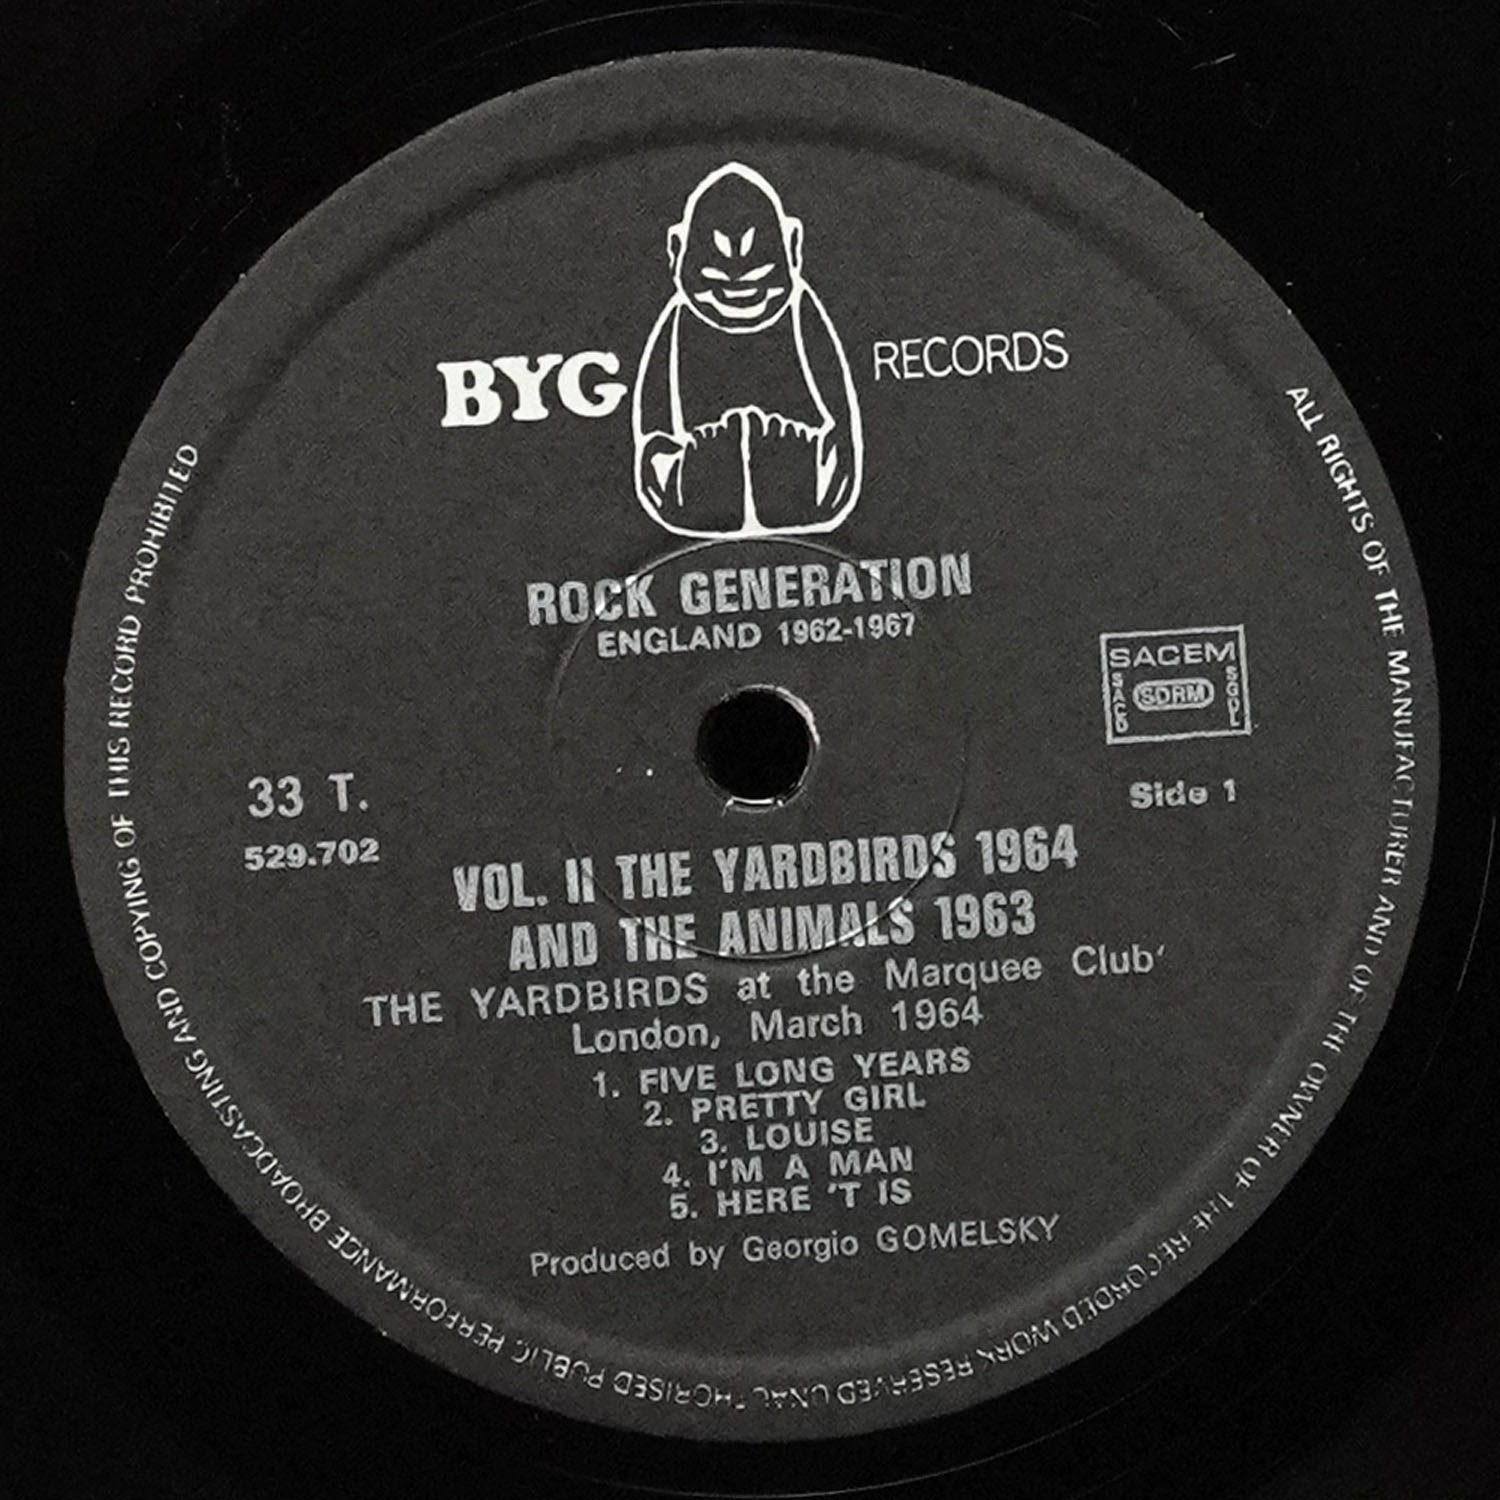 BYG RECORDS
ROCK GENERATION
ENGLAND 1962-1967
SACEM
SACD SDRM SGDL
33 T.
529.702
Side 1
VOL. II THE YARDBIRDS 1964
AND THE ANIMALS 1963
THE YARDBIRDS at the Marquee Club'
London, March 1964
1. FIVE LONG YEARS
2. PRETTY GIRL
3. LOUISE
4. I'M A MAN
5. HERE 'T IS
Produced by Georgio GOMELSKY
ALL RIGHTS OF THE MANUFACTURER AND OF THE OWNER OF THE RECORDED WORK RESERVED UNAUTHORISED PUBLIC PERFORMANCE BROADCASTING AND COPYING OF THIS RECORD PROHIBITED